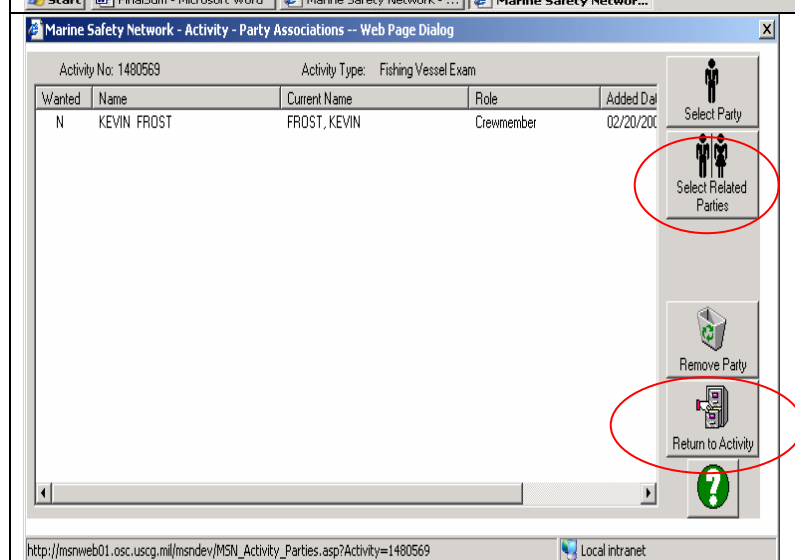 Start FinalSum - Microsoft Word Marine Safety Network - ... Marine Safety Networ...
Marine Safety Network - Activity - Party Associations -- Web Page Dialog
Activity No: 1480569 Activity Type: Fishing Vessel Exam
Wanted Name Current Name Role Added Dat
N KEVIN FROST FROST, KEVIN Crewmember 02/20/200
Select Party
Select Related
Parties
Remove Party
Return to Activity
?
http://msnweb01.osc.uscg.mil/msndev/MSN_Activity_Parties.asp?Activity=1480569 Local intranet